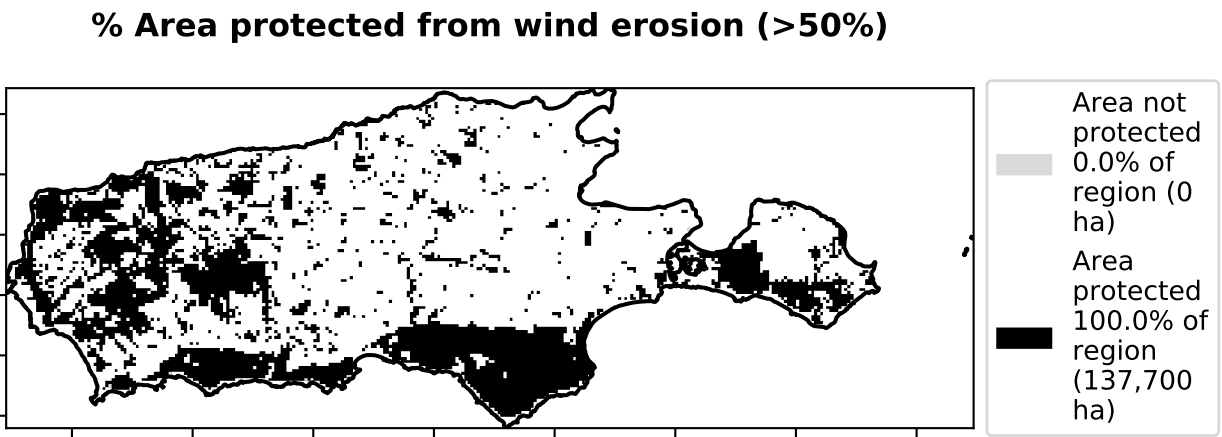 % Area protected from wind erosion (>50%)
Area not
protected
0.0% of
region (0
ha)
Area
protected
100.0% of
region
(137,700
ha)